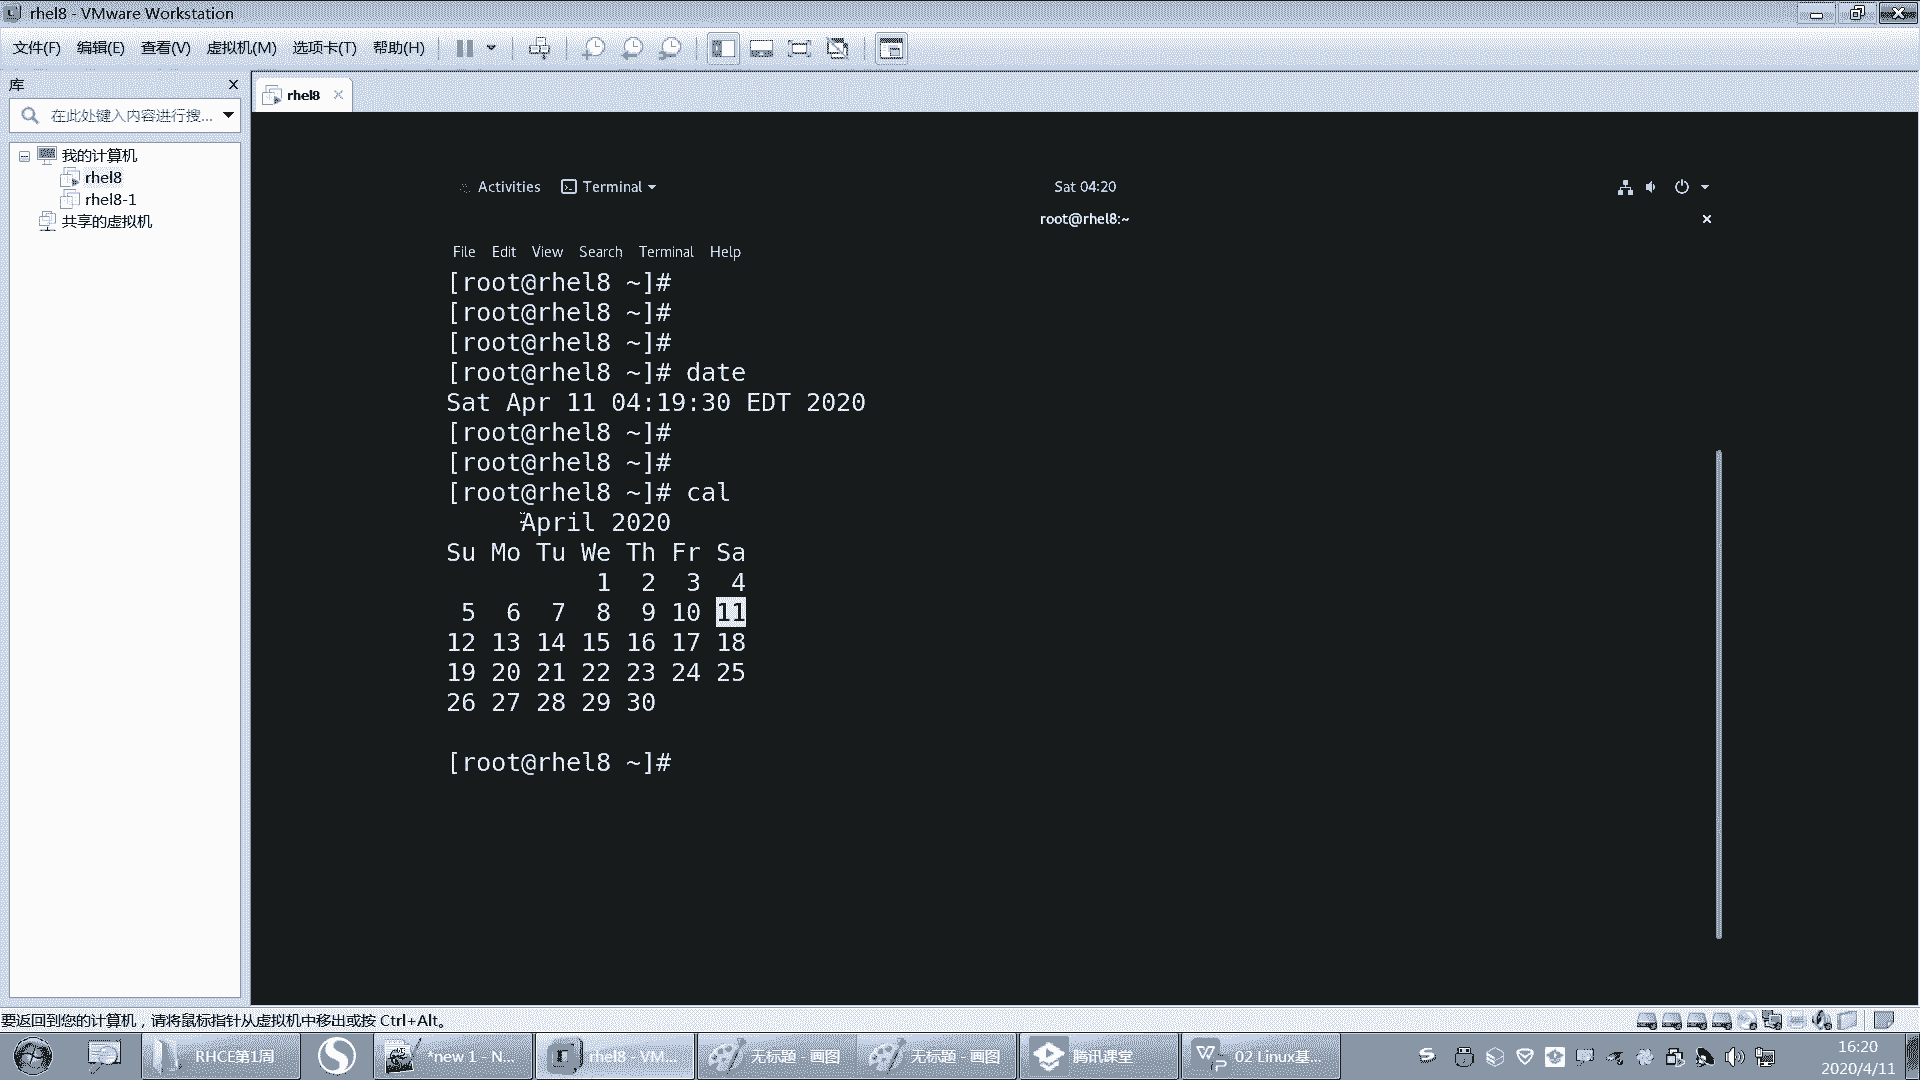 rhel8 - VMware Workstation
文件(F) 编辑(E) 查看(V) 虚拟机(M) 选项卡(T) 帮助(H)
库
在此处键入内容进行搜...
我的计算机
rhel8
rhel8-1
共享的虚拟机
rhel8
Activities Terminal Sat 04:20
root@rhel8:~
File Edit View Search Terminal Help
[root@rhel8 ~]#
[root@rhel8 ~]#
[root@rhel8 ~]#
[root@rhel8 ~]# date
Sat Apr 11 04:19:30 EDT 2020
[root@rhel8 ~]#
[root@rhel8 ~]#
[root@rhel8 ~]# cal
April 2020
Su Mo Tu We Th Fr Sa
1 2 3 4
5 6 7 8 9 10 11
12 13 14 15 16 17 18
19 20 21 22 23 24 25
26 27 28 29 30
[root@rhel8 ~]#
要返回到您的计算机，请将鼠标指针从虚拟机中移出或按 Ctrl+Alt。
RHCE第1周 *new 1 - N... rhel8 - VM... 无标题 - 画图 无标题 - 画图 腾讯课堂 02 Linux基... 16:20
2020/4/11